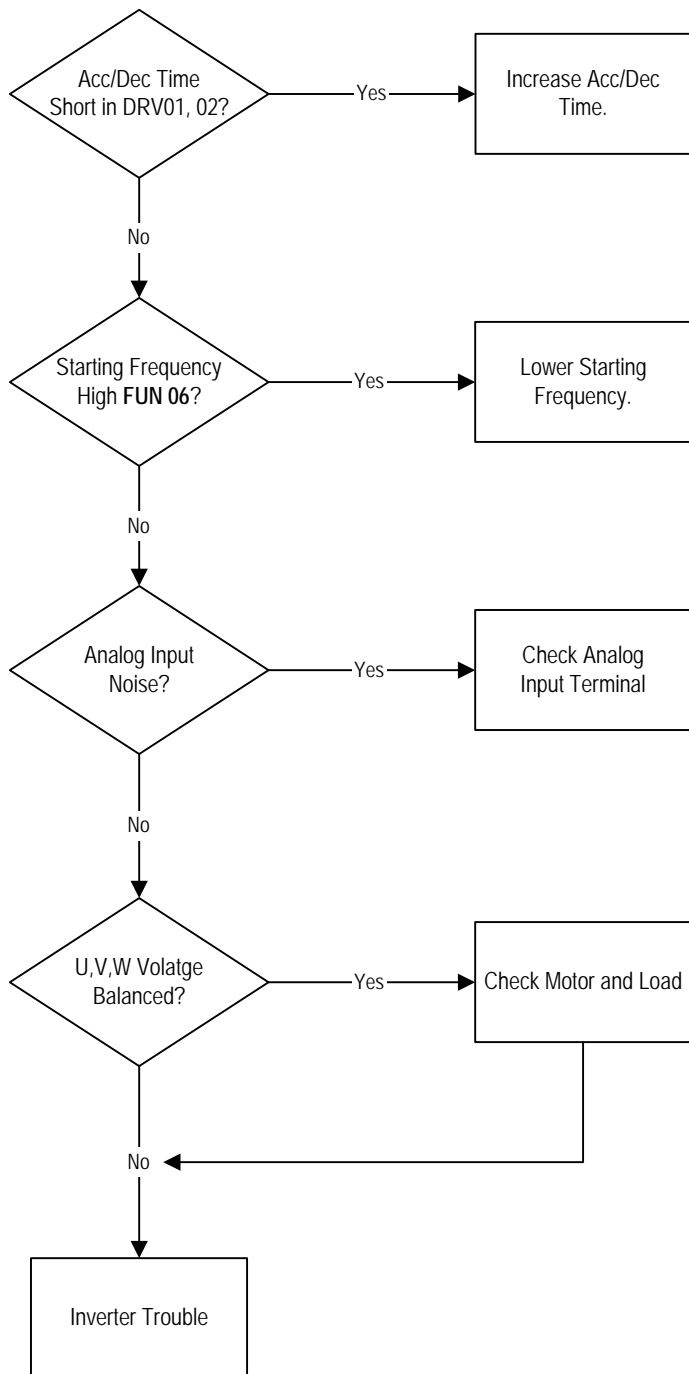 Acc/Dec Time
Short in DRV01, 02?
Yes
Increase Acc/Dec
Time.
No
Starting Frequency
High FUN 06?
Yes
Lower Starting
Frequency.
No
Analog Input
Noise?
Yes
Check Analog
Input Terminal
No
U,V,W Volatge
Balanced?
Yes
Check Motor and Load
No
Inverter Trouble